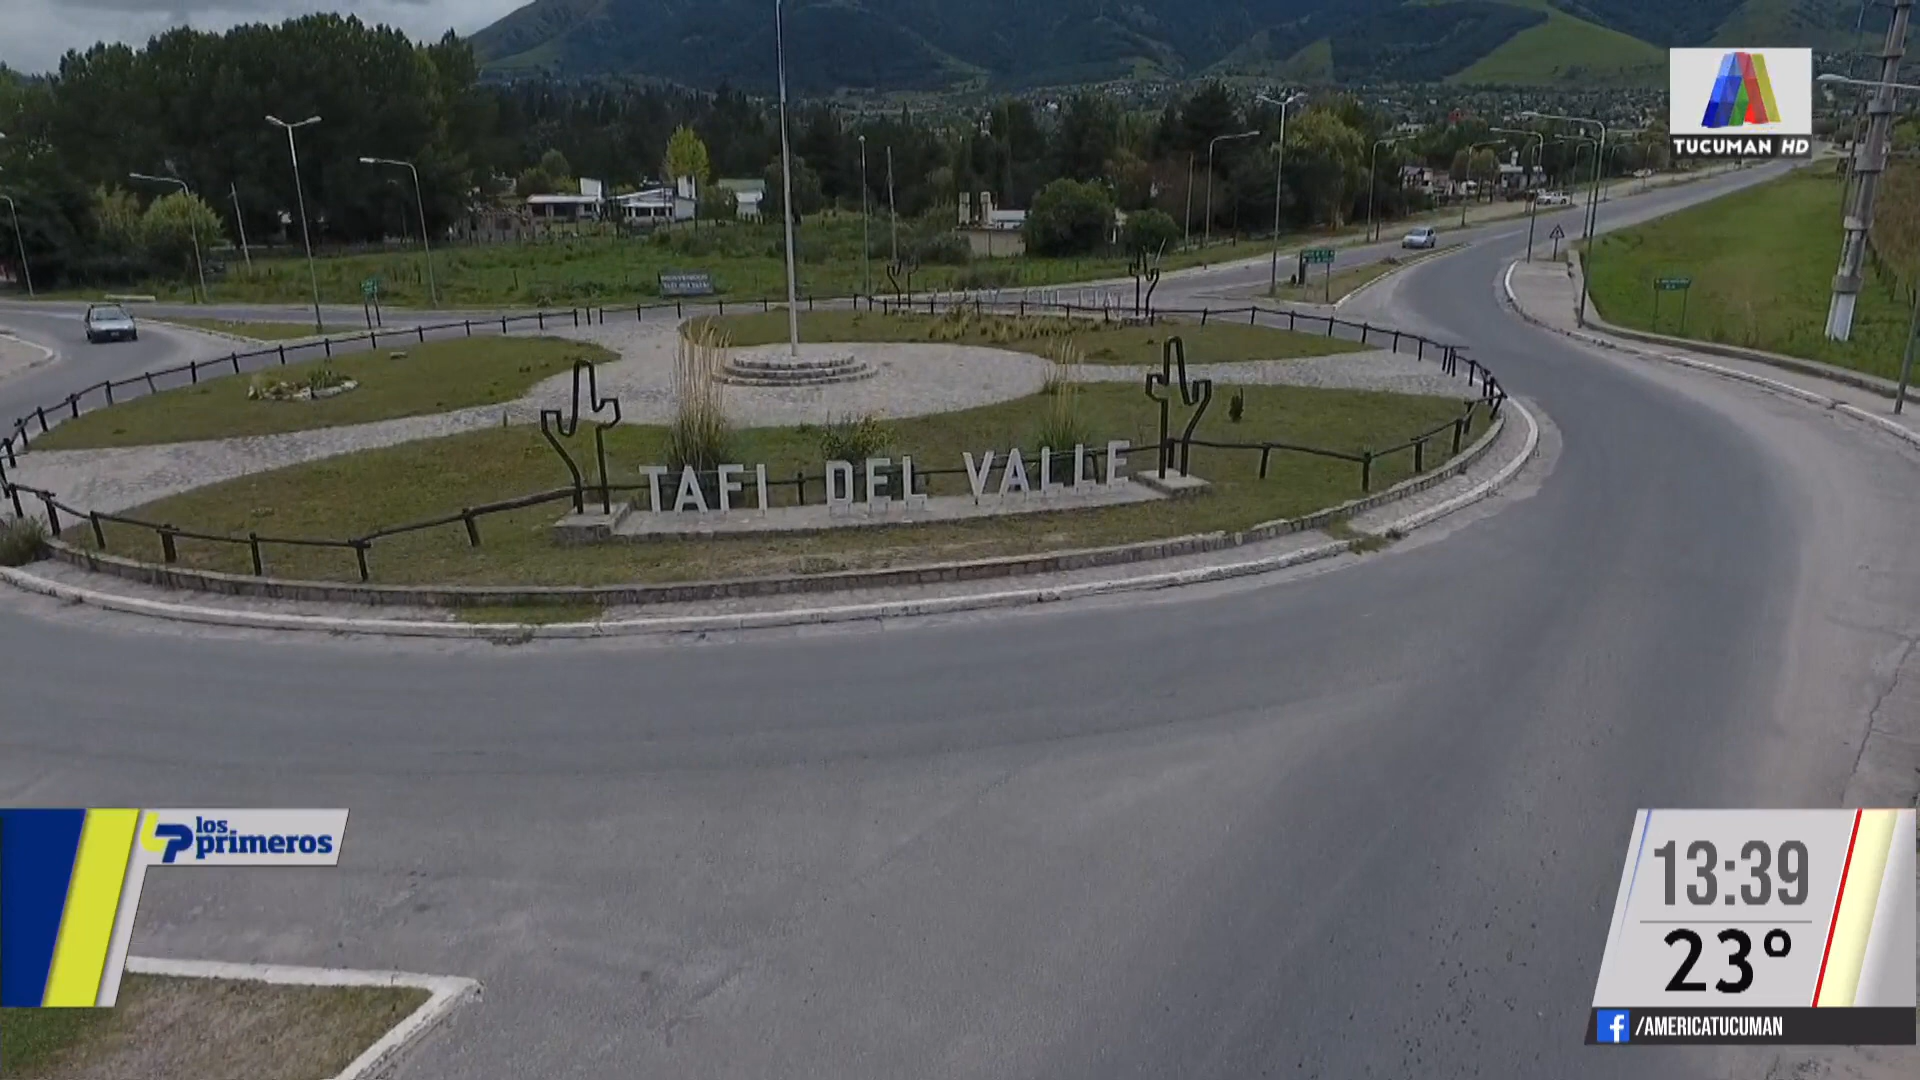 TUCUMAN HD
TAFI DEL VALLE
los
primeros
13:39
23°
/AMERICATUCUMAN